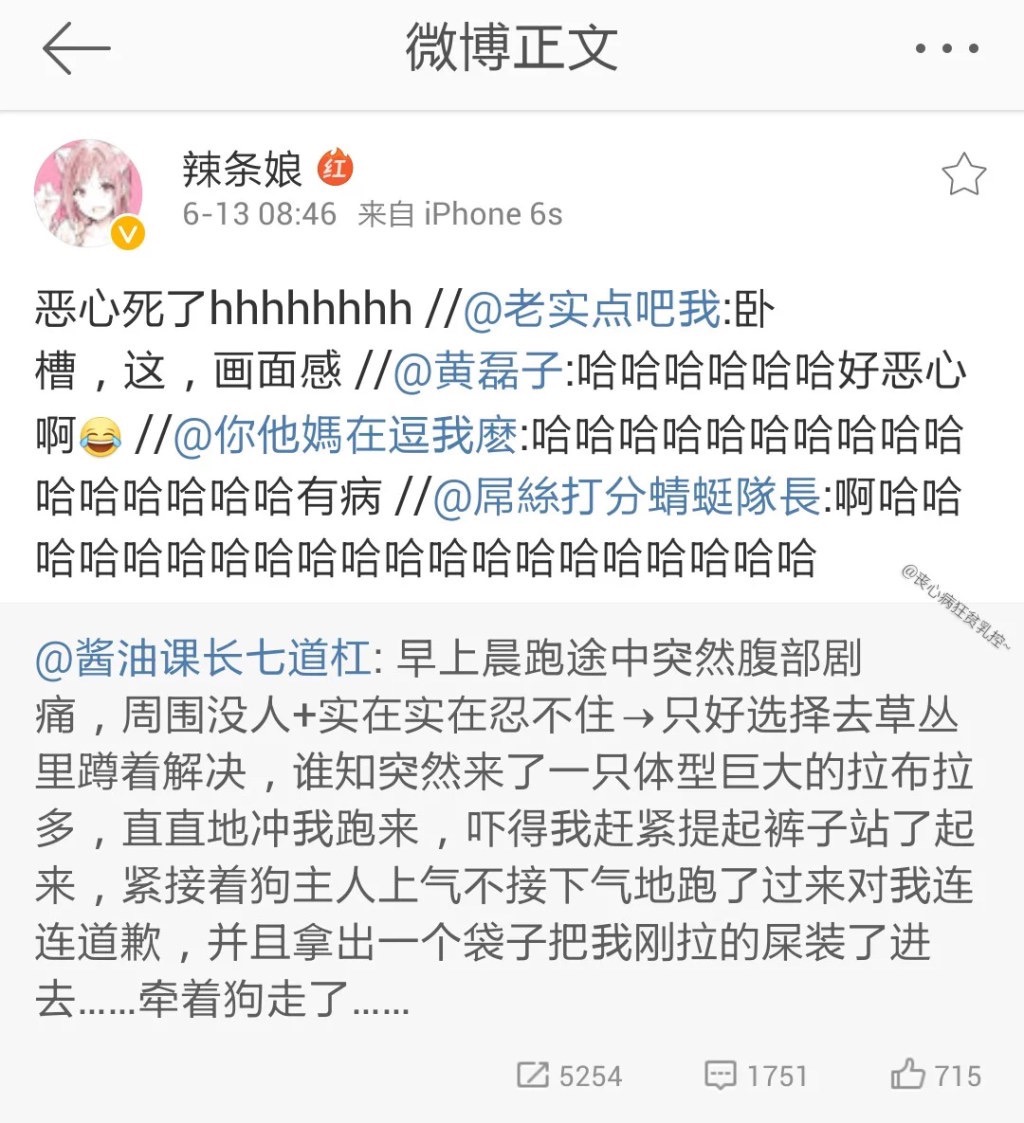 微博正文
辣条娘 红
6-13 08:46 来自 iPhone 6s
恶心死了hhhhhhhh //@老实点吧我:卧
槽，这，画面感 //@黄磊子:哈哈哈哈哈哈好恶心
啊😂 //@你他媽在逗我麽:哈哈哈哈哈哈哈哈哈哈
哈哈哈哈哈哈有病 //@屌絲打分蜻蜓隊長:啊哈哈
哈哈哈哈哈哈哈哈哈哈哈哈哈哈哈哈哈哈
@丧心病狂贫乳控~
@酱油课长七道杠: 早上晨跑途中突然腹部剧
痛，周围没人+实在实在忍不住→只好选择去草丛
里蹲着解决，谁知突然来了一只体型巨大的拉布拉
多，直直地冲我跑来，吓得我赶紧提起裤子站了起
来，紧接着狗主人上气不接下气地跑了过来对我连
连道歉，并且拿出一个袋子把我刚拉的屎装了进
去……牵着狗走了……
5254 1751 715